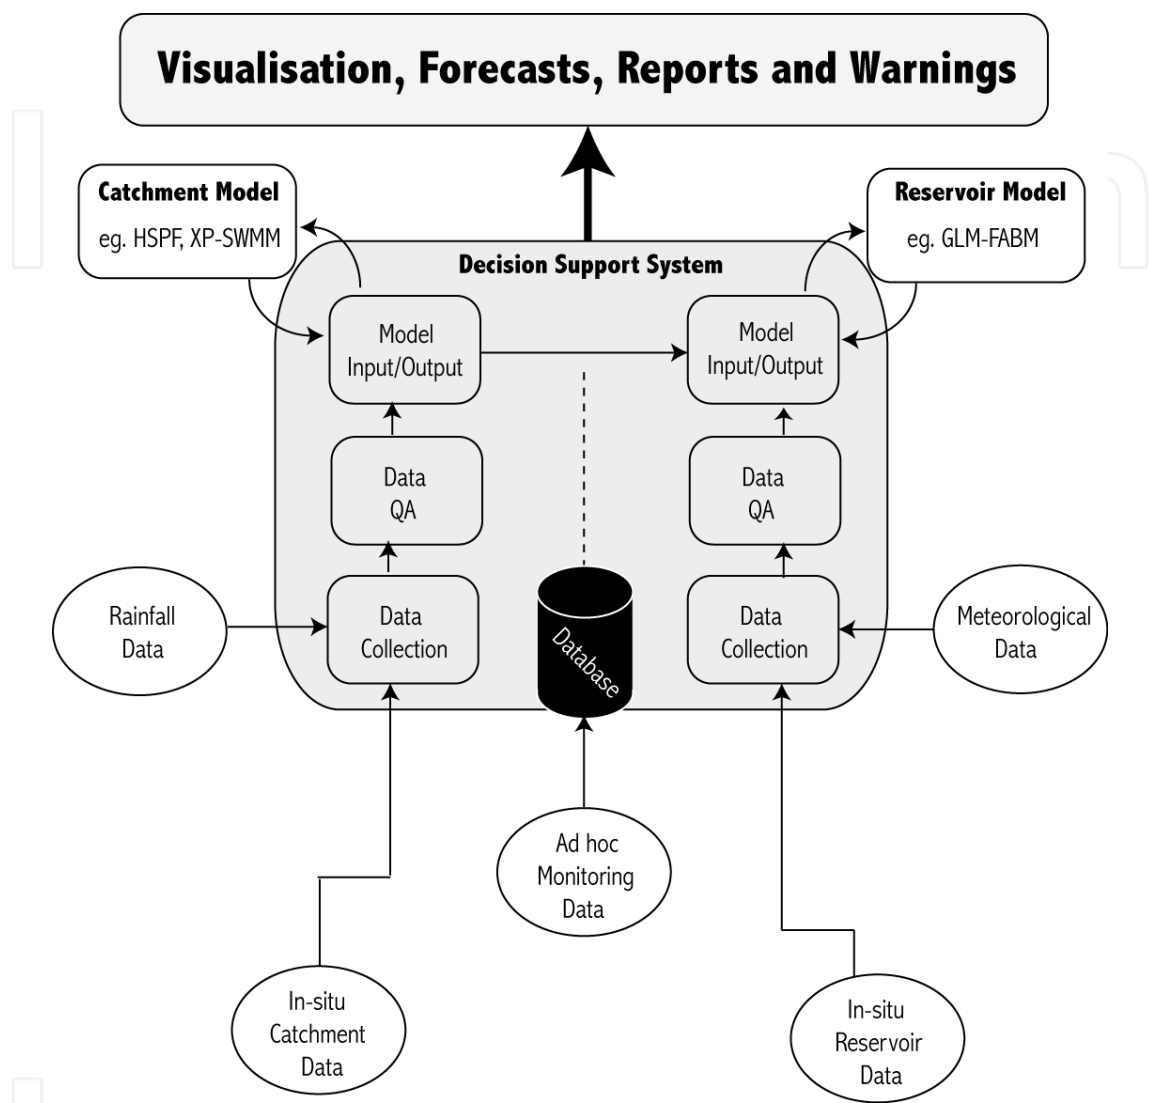 Visualisation, Forecasts, Reports and Warnings
Catchment Model
eg. HSPF, XP-SWMM
Reservoir Model
eg. GLM-FABM
Decision Support System
Model
Input/Output
Model
Input/Output
Data
QA
Data
QA
Rainfall
Data
Data
Collection
Database
Data
Collection
Meteorological
Data
Ad hoc
Monitoring
Data
In-situ
Catchment
Data
In-situ
Reservoir
Data